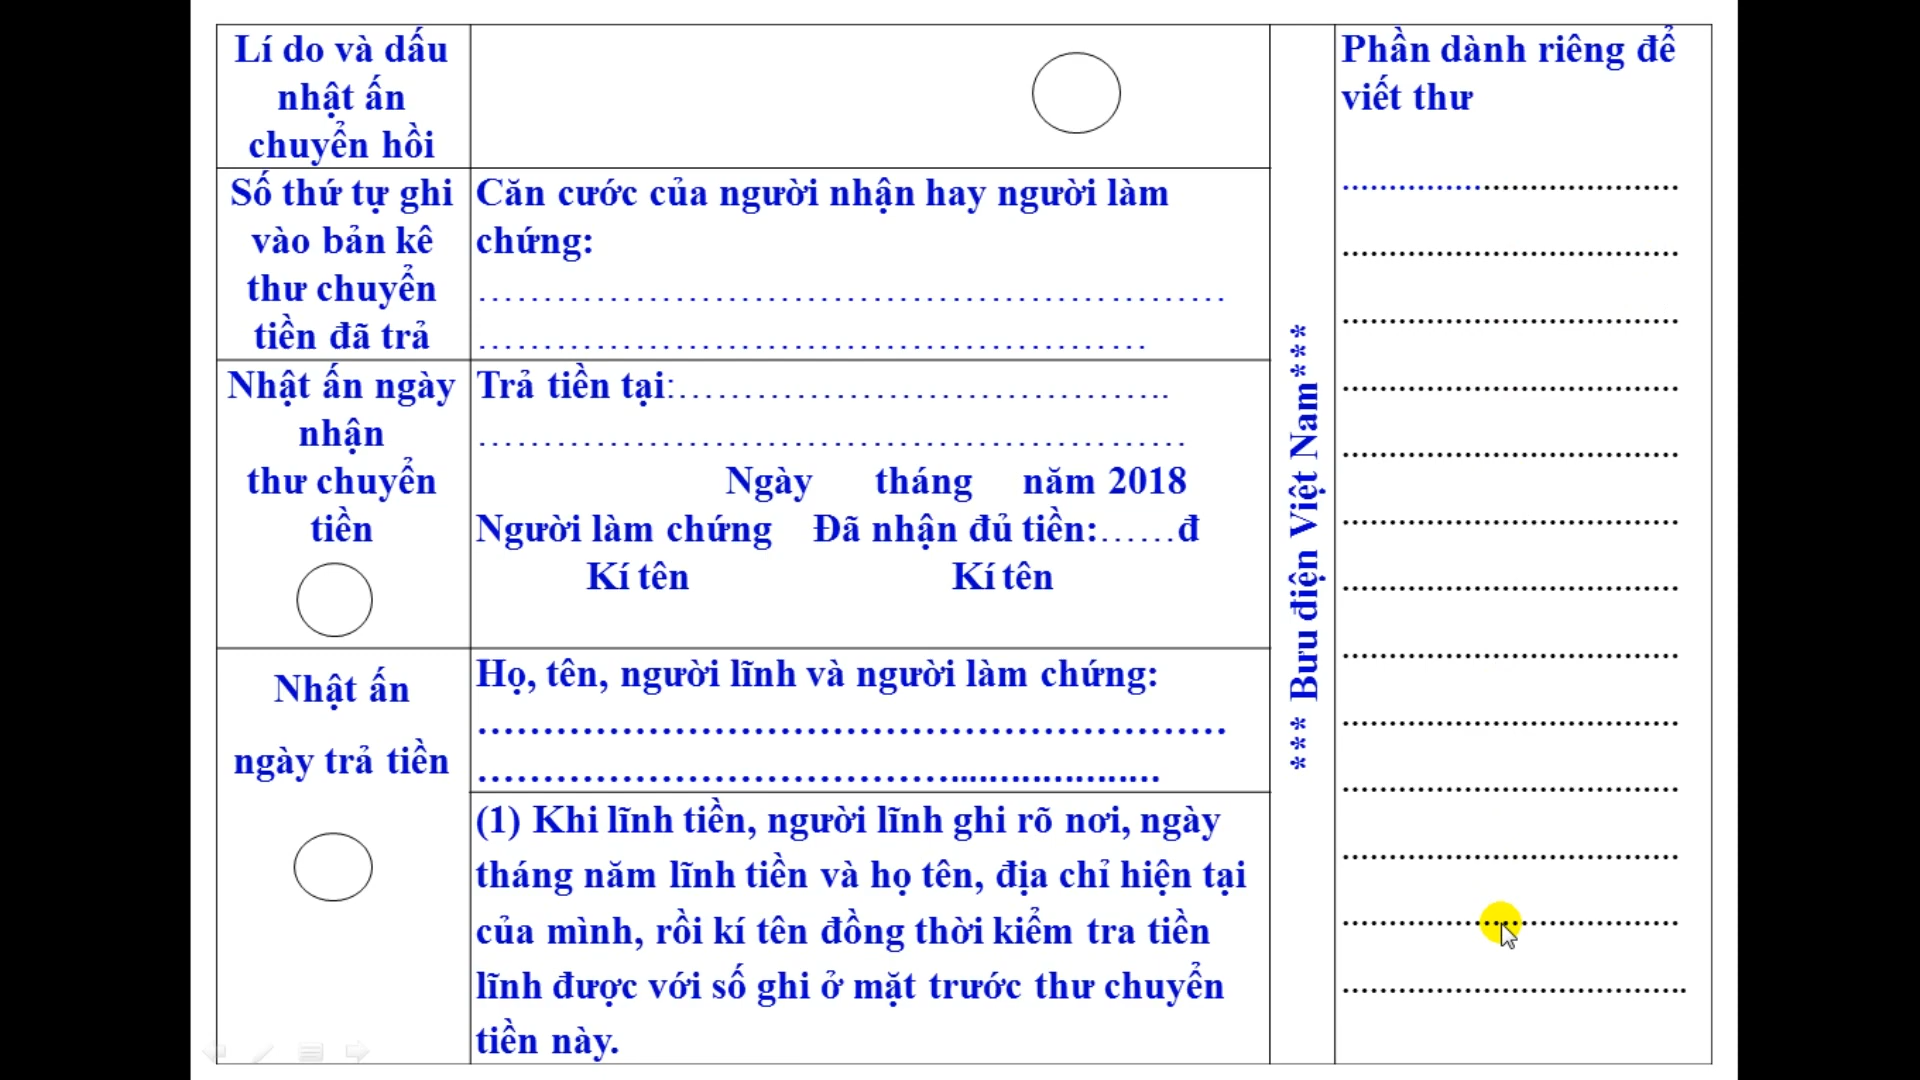 Lí do và dấu
nhật ấn
chuyển hồi
Số thứ tự ghi
vào bản kê
thư chuyển
tiền đã trả
Căn cước của người nhận hay người làm
chứng:
…………………………………………………
……………………………………………
Nhật ấn ngày
nhận
thư chuyển
tiền
Trả tiền tại:……………………………….
………………………………………………
Ngày tháng năm 2018
Người làm chứng Đã nhận đủ tiền:……đ
Kí tên Kí tên
Nhật ấn
ngày trả tiền
Họ, tên, người lĩnh và người làm chứng:
…………………………………………………
………………………………....................
(1) Khi lĩnh tiền, người lĩnh ghi rõ nơi, ngày
tháng năm lĩnh tiền và họ tên, địa chỉ hiện tại
của mình, rồi kí tên đồng thời kiểm tra tiền
lĩnh được với số ghi ở mặt trước thư chuyển
tiền này.
*** Bưu điện Việt Nam***
Phần dành riêng để
viết thư
....................................
....................................
....................................
....................................
....................................
....................................
....................................
....................................
....................................
....................................
....................................
....................................
.....................................